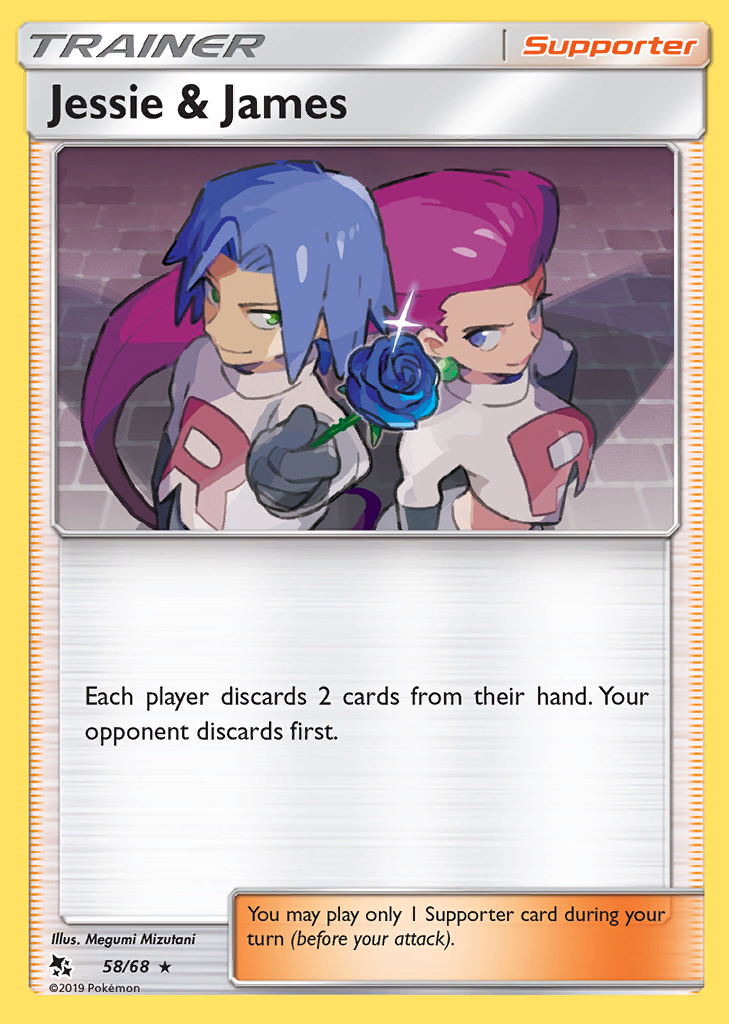 TRAINER
Supporter
Jessie & James
R
R
Each player discards 2 cards from their hand. Your
opponent discards first.
You may play only 1 Supporter card during your
turn (before your attack).
Illus. Megumi Mizutani
58/68 ★
©2019 Pokémon